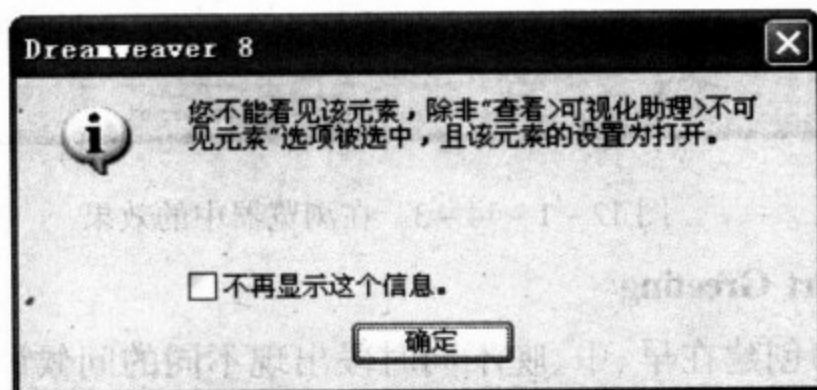 Dreamweaver 8
您不能看见该元素，除非"查看>可视化助理>不可
见元素"选项被选中，且该元素的设置为打开。
不再显示这个信息。
确定